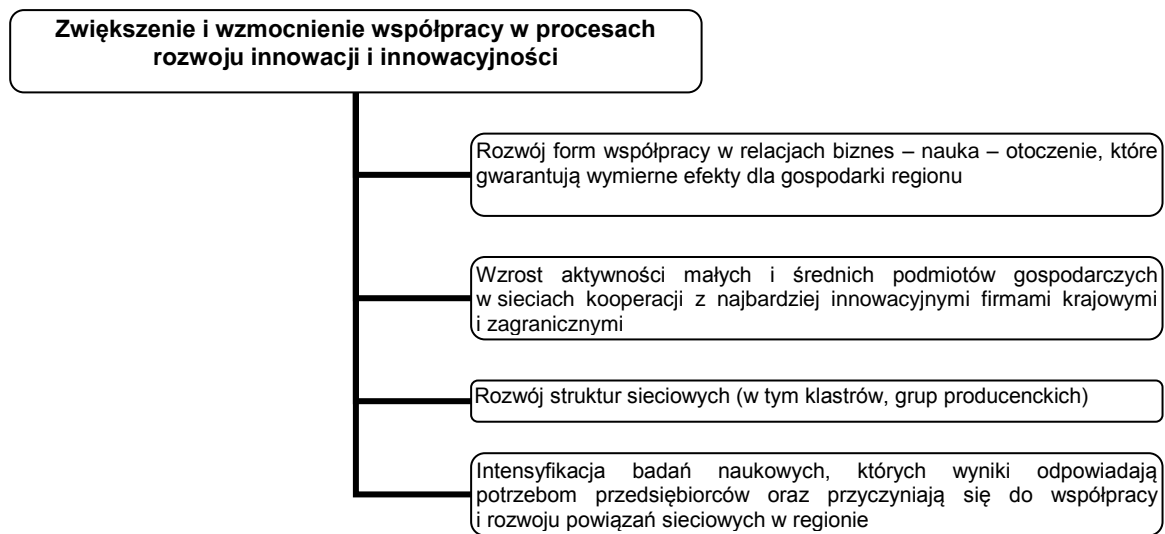 Zwiększenie i wzmocnienie współpracy w procesach
rozwoju innowacji i innowacyjności
Rozwój form współpracy w relacjach biznes – nauka – otoczenie, które
gwarantują wymierne efekty dla gospodarki regionu
Wzrost aktywności małych i średnich podmiotów gospodarczych
w sieciach kooperacji z najbardziej innowacyjnymi firmami krajowymi
i zagranicznymi
Rozwój struktur sieciowych (w tym klastrów, grup producenckich)
Intensyfikacja badań naukowych, których wyniki odpowiadają
potrzebom przedsiębiorców oraz przyczyniają się do współpracy
i rozwoju powiązań sieciowych w regionie